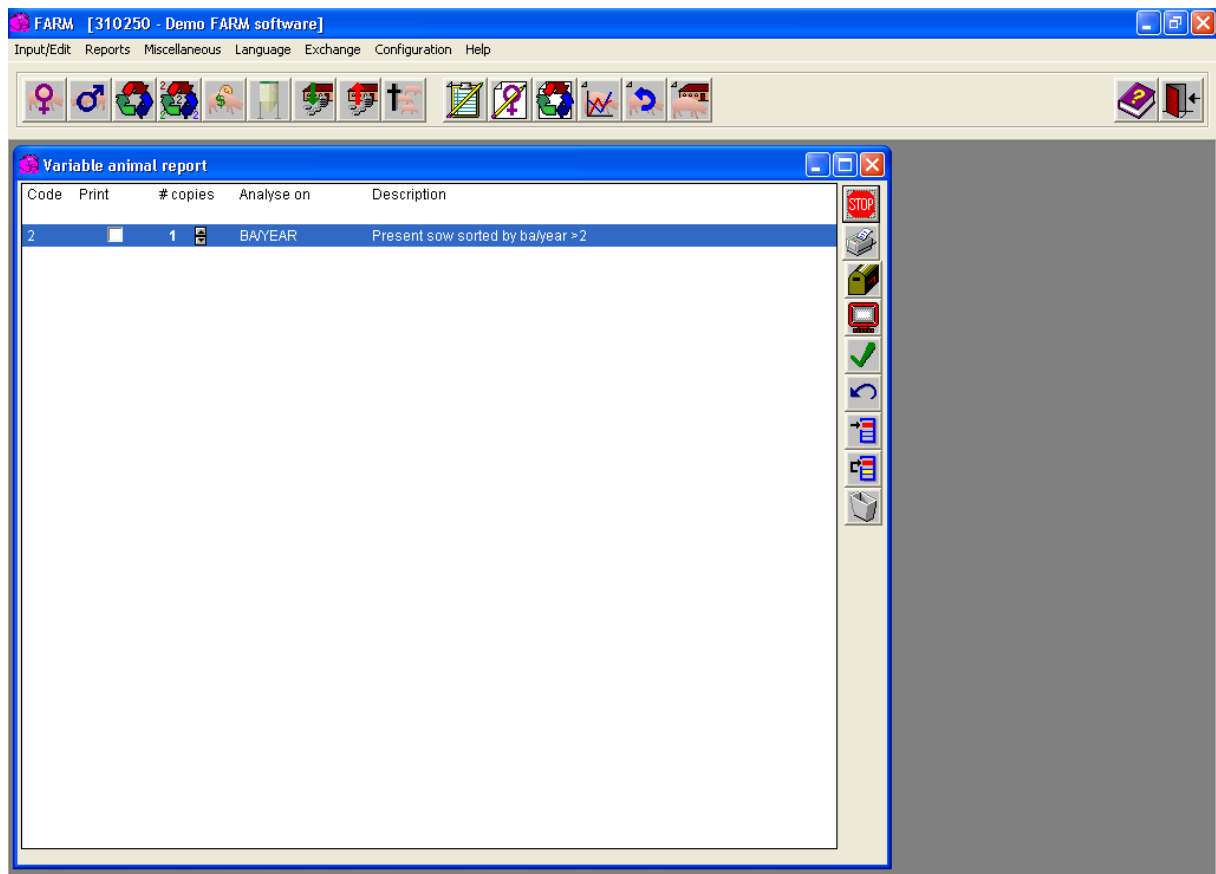 FARM [310250 - Demo FARM software]
Input/Edit Reports Miscellaneous Language Exchange Configuration Help
Variable animal report
Code Print # copies Analyse on Description
STOP
2 1 BA/YEAR Present sow sorted by ba/year >2